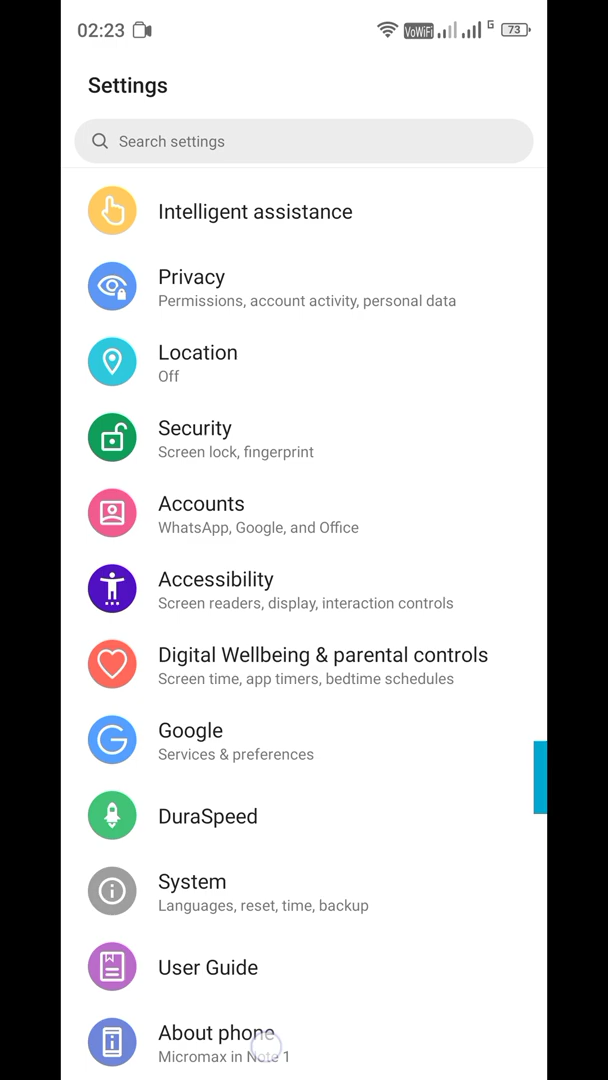 02:23 VoWiFi G 73
Settings
Search settings
Intelligent assistance
Privacy
Permissions, account activity, personal data
Location
Off
Security
Screen lock, fingerprint
Accounts
WhatsApp, Google, and Office
Accessibility
Screen readers, display, interaction controls
Digital Wellbeing & parental controls
Screen time, app timers, bedtime schedules
Google
Services & preferences
DuraSpeed
System
Languages, reset, time, backup
User Guide
About phone
Micromax in Note 1